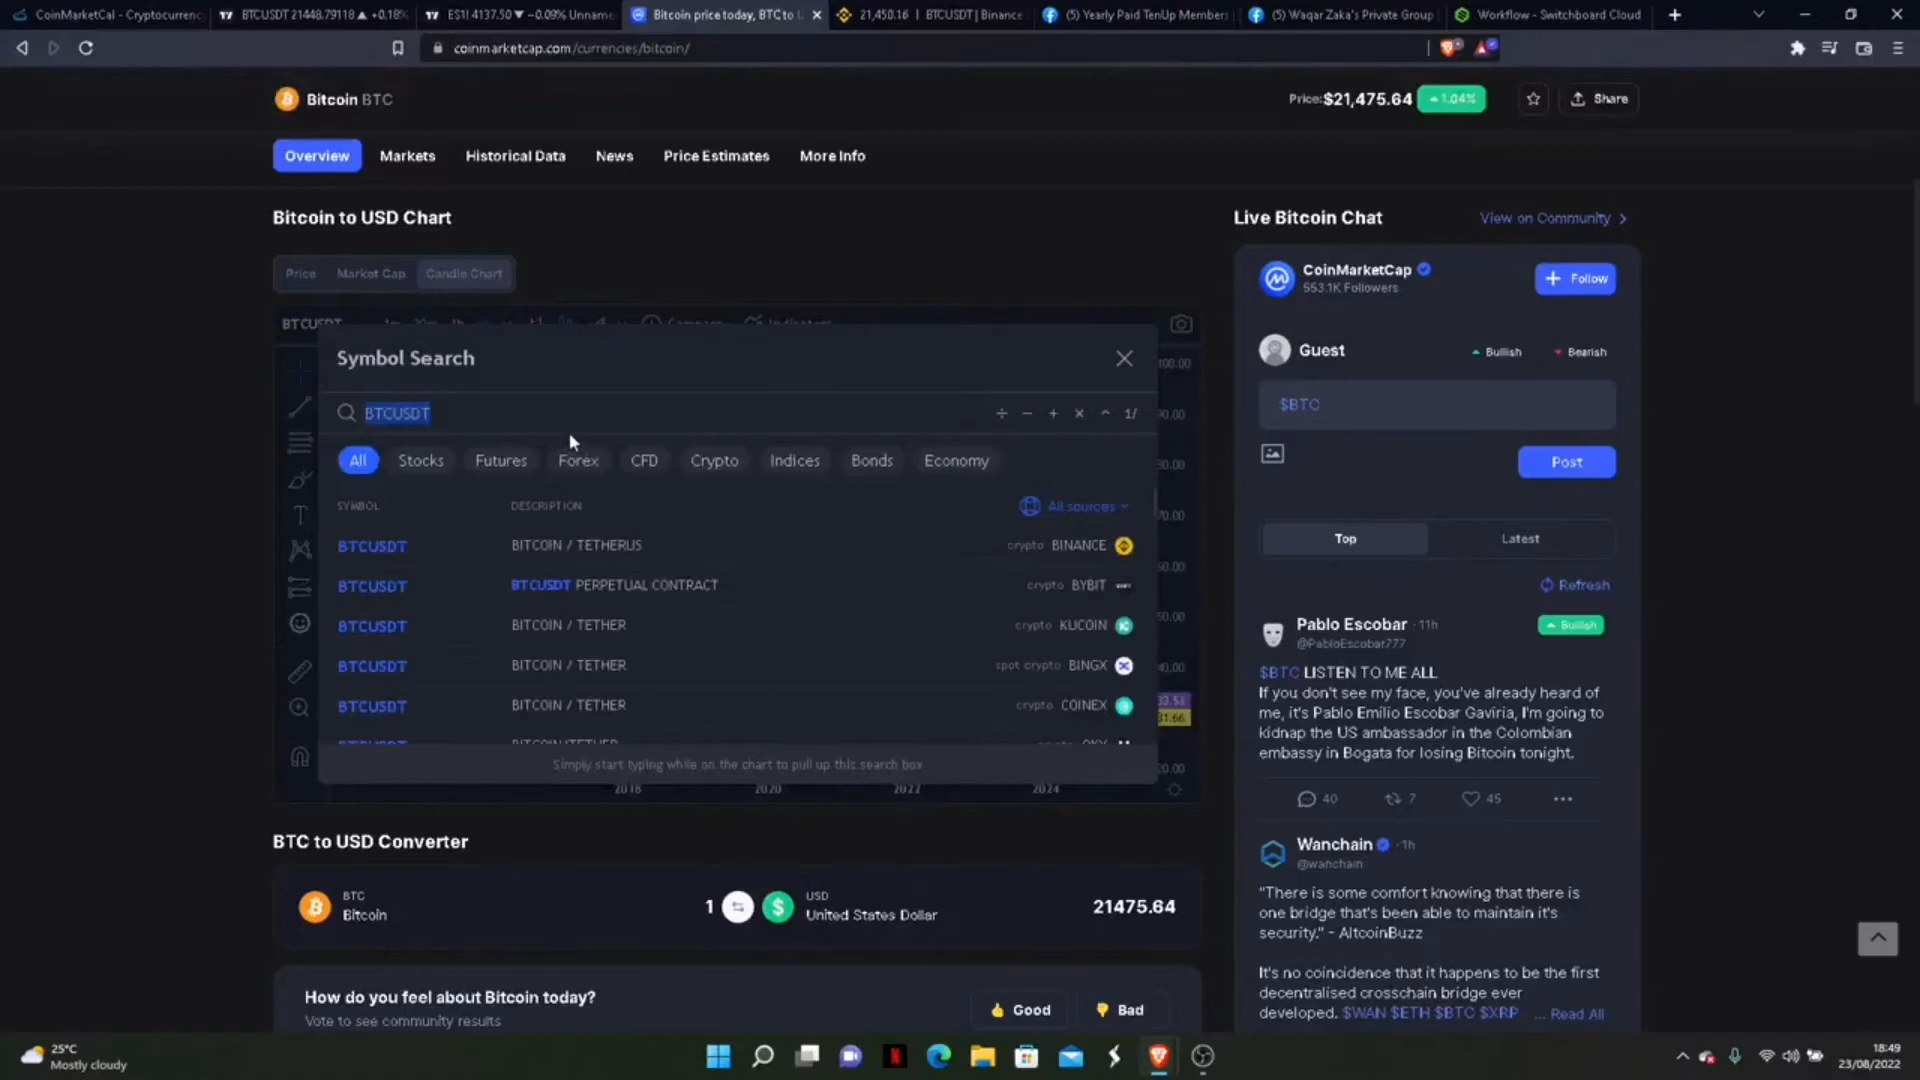 CoinMarketCal - Cryptocurrenc
BTCUSDT 21448.79118 ▲ +0.18%
ES1! 4137.50 ▼ −0.09% Unname
Bitcoin price today, BTC to U
21,450.16 | BTCUSDT | Binance
(5) Yearly Paid TenUp Members
(5) Waqar Zaka's Private Group
Workflow - Switchboard Cloud
coinmarketcap.com/currencies/bitcoin/
Bitcoin BTC
Price: $21,475.64
1.04%
Share
Overview
Markets
Historical Data
News
Price Estimates
More Info
Bitcoin to USD Chart
Price
Market Cap
Candle Chart
BTCUSDT
Compare
Indicators
Symbol Search
BTCUSDT
÷ − + × ^ 1/
All
Stocks
Futures
Forex
CFD
Crypto
Indices
Bonds
Economy
SYMBOL
DESCRIPTION
All sources
BTCUSDT BITCOIN / TETHERUS crypto BINANCE
BTCUSDT BTCUSDT PERPETUAL CONTRACT crypto BYBIT
BTCUSDT BITCOIN / TETHER crypto KUCOIN
BTCUSDT BITCOIN / TETHER spot crypto BINGX
BTCUSDT BITCOIN / TETHER crypto COINEX
Simply start typing while on the chart to pull up this search box
2018
2020
2022
2024
BTC to USD Converter
BTC
Bitcoin
1
USD
United States Dollar
21475.64
How do you feel about Bitcoin today?
Vote to see community results
Good
Bad
Live Bitcoin Chat
View on Community
CoinMarketCap
553.1K Followers
Follow
Guest
Bullish
Bearish
$BTC
Post
Top
Latest
Refresh
Pablo Escobar · 11h
@PabloEscobar777
Bullish
$BTC LISTEN TO ME ALL
If you don't see my face, you've already heard of
me, it's Pablo Emilio Escobar Gaviria, I'm going to
kidnap the US ambassador in the Colombian
embassy in Bogata for losing Bitcoin tonight.
40
7
45
Wanchain · 1h
@wanchain
"There is some comfort knowing that there is
one bridge that's been able to maintain it's
security." - AltcoinBuzz
It's no coincidence that it happens to be the first
decentralised crosschain bridge ever
developed. $WAN $ETH $BTC $XRP ... Read All
25°C
Mostly cloudy
18:49
23/08/2022